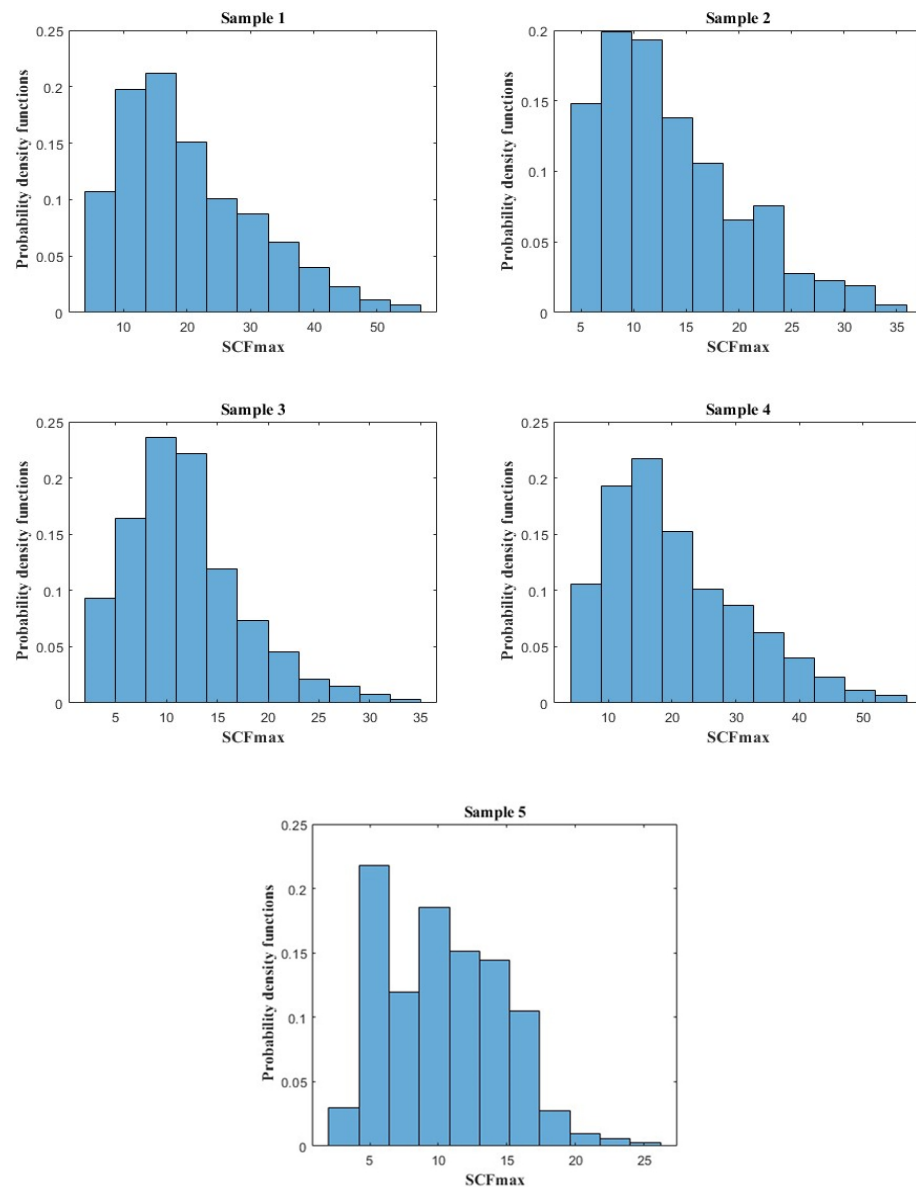 Sample 1
Probability density functions
0.25
0.2
0.15
0.1
0.05
0
10 20 30 40 50
SCFmax
Sample 2
Probability density functions
0.2
0.15
0.1
0.05
0
5 10 15 20 25 30 35
SCFmax
Sample 3
Probability density functions
0.25
0.2
0.15
0.1
0.05
0
5 10 15 20 25 30 35
SCFmax
Sample 4
Probability density functions
0.25
0.2
0.15
0.1
0.05
0
10 20 30 40 50
SCFmax
Sample 5
Probability density functions
0.25
0.2
0.15
0.1
0.05
0
5 10 15 20 25
SCFmax